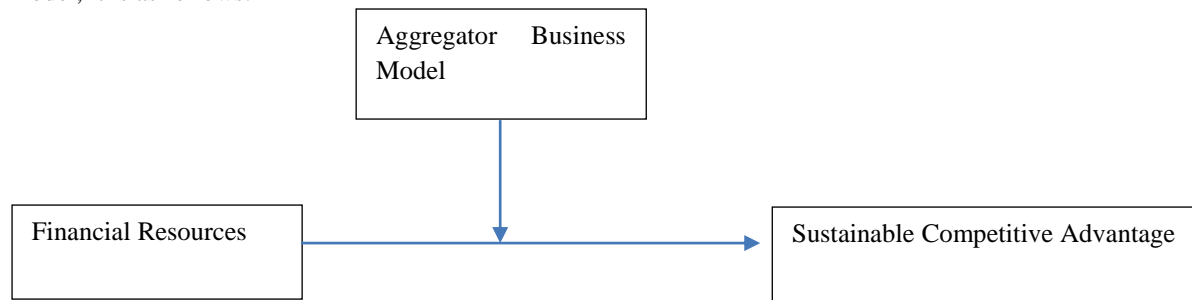 Aggregator Business
Model
Financial Resources
Sustainable Competitive Advantage